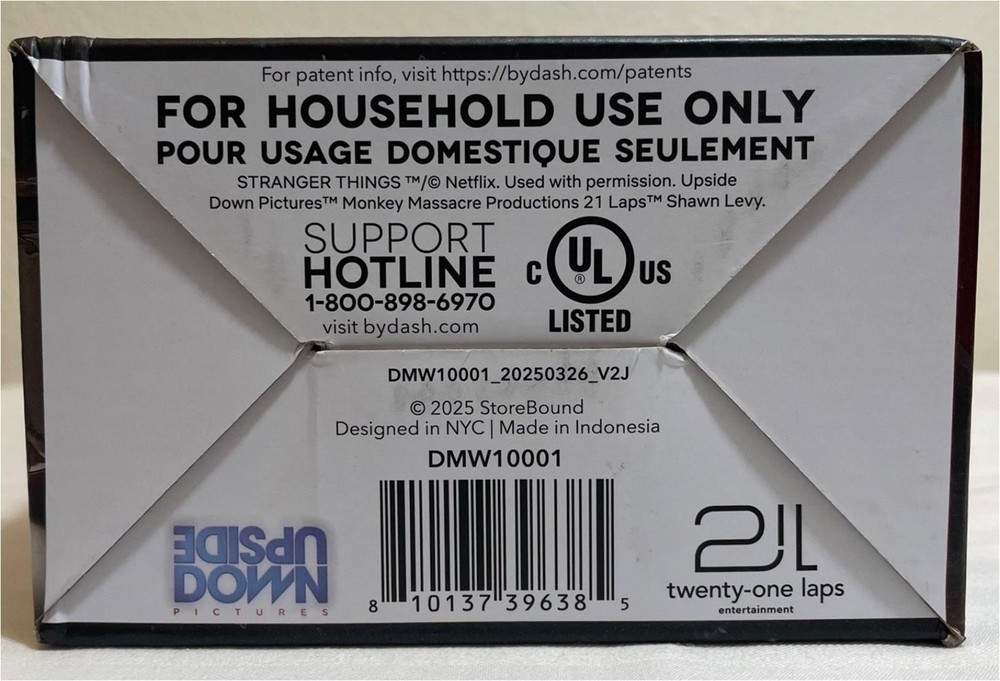 For patent info, visit https://bydash.com/patents
FOR HOUSEHOLD USE ONLY
POUR USAGE DOMESTIQUE SEULEMENT
STRANGER THINGS ™/© Netflix. Used with permission. Upside
Down Pictures™ Monkey Massacre Productions 21 Laps™ Shawn Levy.
SUPPORT
HOTLINE
1-800-898-6970
visit bydash.com
C UL® US
LISTED
DMW10001_20250326_V2J
© 2025 StoreBound
Designed in NYC | Made in Indonesia
DMW10001
8 10137 39638 5
UPSIDE
DOWN
PICTURES
21L
twenty-one laps
entertainment